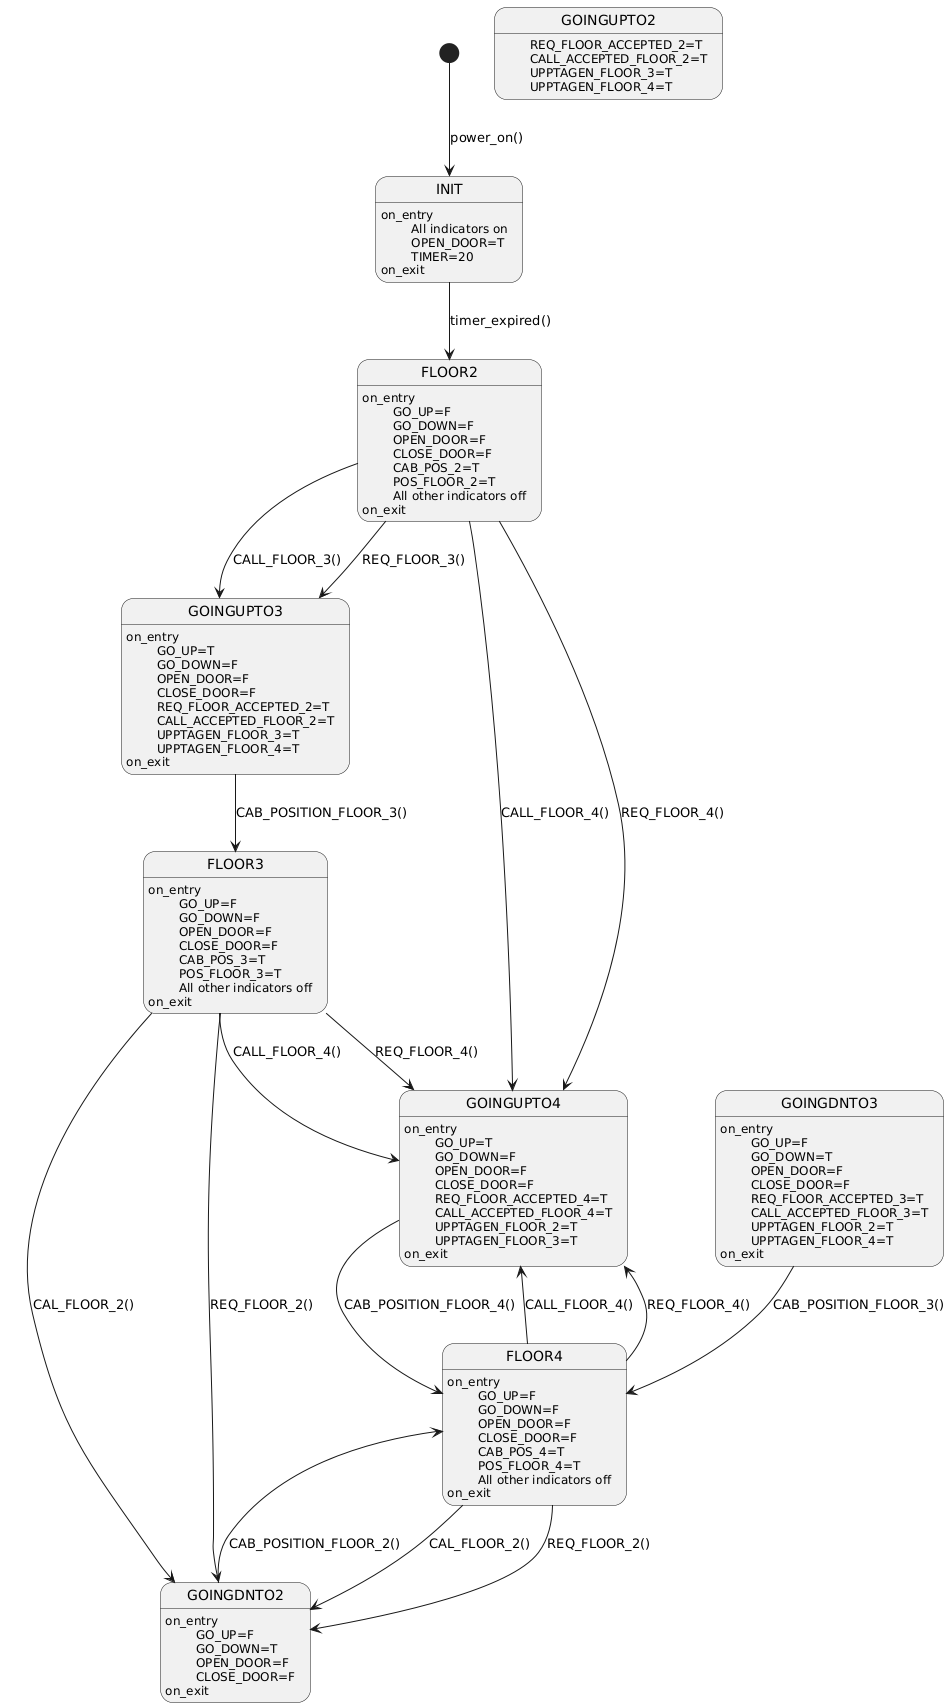 GOINGUPTO2
REQ_FLOOR_ACCEPTED_2=T
CALL_ACCEPTED_FLOOR_2=T
UPPTAGEN_FLOOR_3=T
UPPTAGEN_FLOOR_4=T
power_on()
INIT
on_entry
All indicators on
OPEN_DOOR=T
TIMER=20
on_exit
timer_expired()
FLOOR2
on_entry
GO_UP=F
GO_DOWN=F
OPEN_DOOR=F
CLOSE_DOOR=F
CAB_POS_2=T
POS_FLOOR_2=T
All other indicators off
on_exit
CALL_FLOOR_3()
REQ_FLOOR_3()
GOINGUPTO3
on_entry
GO_UP=T
GO_DOWN=F
OPEN_DOOR=F
CLOSE_DOOR=F
REQ_FLOOR_ACCEPTED_2=T
CALL_ACCEPTED_FLOOR_2=T
UPPTAGEN_FLOOR_3=T
UPPTAGEN_FLOOR_4=T
on_exit
CAB_POSITION_FLOOR_3()
CALL_FLOOR_4()
REQ_FLOOR_4()
FLOOR3
on_entry
GO_UP=F
GO_DOWN=F
OPEN_DOOR=F
CLOSE_DOOR=F
CAB_POS_3=T
POS_FLOOR_3=T
All other indicators off
on_exit
CALL_FLOOR_4()
REQ_FLOOR_4()
GOINGUPTO4
on_entry
GO_UP=T
GO_DOWN=F
OPEN_DOOR=F
CLOSE_DOOR=F
REQ_FLOOR_ACCEPTED_4=T
CALL_ACCEPTED_FLOOR_4=T
UPPTAGEN_FLOOR_2=T
UPPTAGEN_FLOOR_3=T
on_exit
GOINGDNTO3
on_entry
GO_UP=F
GO_DOWN=T
OPEN_DOOR=F
CLOSE_DOOR=F
REQ_FLOOR_ACCEPTED_3=T
CALL_ACCEPTED_FLOOR_3=T
UPPTAGEN_FLOOR_2=T
UPPTAGEN_FLOOR_4=T
on_exit
CAL_FLOOR_2()
REQ_FLOOR_2()
CAB_POSITION_FLOOR_4()
CALL_FLOOR_4()
REQ_FLOOR_4()
CAB_POSITION_FLOOR_3()
FLOOR4
on_entry
GO_UP=F
GO_DOWN=F
OPEN_DOOR=F
CLOSE_DOOR=F
CAB_POS_4=T
POS_FLOOR_4=T
All other indicators off
on_exit
CAB_POSITION_FLOOR_2()
CAL_FLOOR_2()
REQ_FLOOR_2()
GOINGDNTO2
on_entry
GO_UP=F
GO_DOWN=T
OPEN_DOOR=F
CLOSE_DOOR=F
on_exit